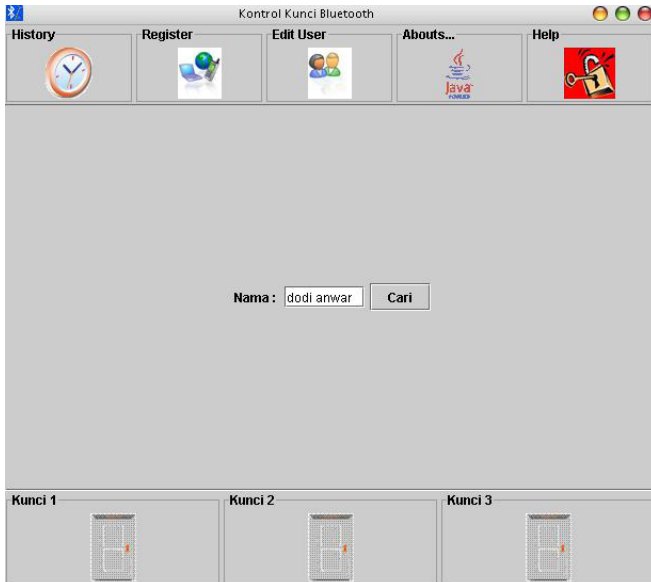 Kontrol Kunci Bluetooth
History Register Edit User Abouts... Help
Java
POWERED
Nama : dodi anwar Cari
Kunci 1 Kunci 2 Kunci 3